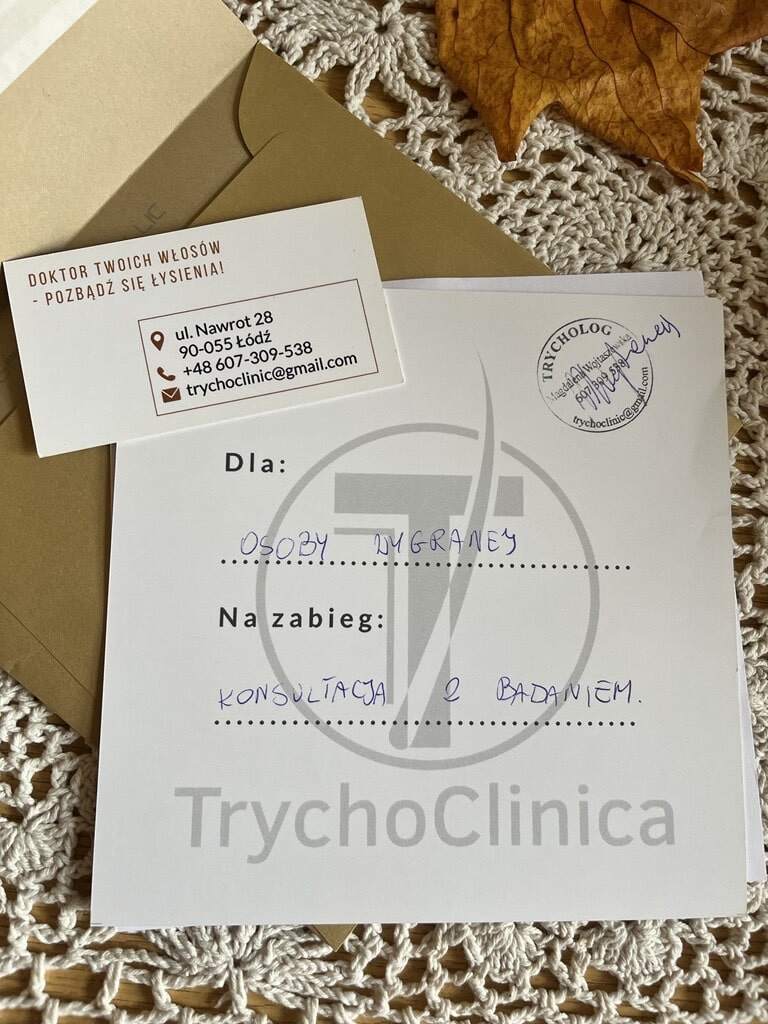 DOKTOR TWOICH WŁOSÓW
- POZBĄDŹ SIĘ ŁYSIENIA!
ul. Nawrot 28
90-055 Łódź
+48 607-309-538
trychoclinic@gmail.com
TRYCHOLOG
Magdalena Wojtaszewska
607 309 538
trychoclinic@gmail.com
Dla:
OSOBY WYGRANEJ
Na zabieg:
KONSULTACJA Z BADANIEM.
TrychoClinica